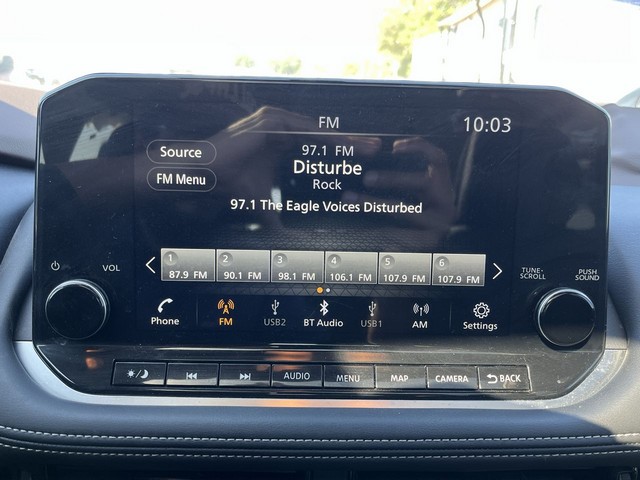 FM
10:03
Source
FM Menu
97.1 FM
Disturbe
Rock
97.1 The Eagle Voices Disturbed
1 87.9 FM
2 90.1 FM
3 98.1 FM
4 106.1 FM
5 107.9 FM
6 107.9 FM
VOL
TUNE·SCROLL
PUSH SOUND
Phone
FM
USB2
BT Audio
USB1
AM
Settings
AUDIO
MENU
MAP
CAMERA
BACK